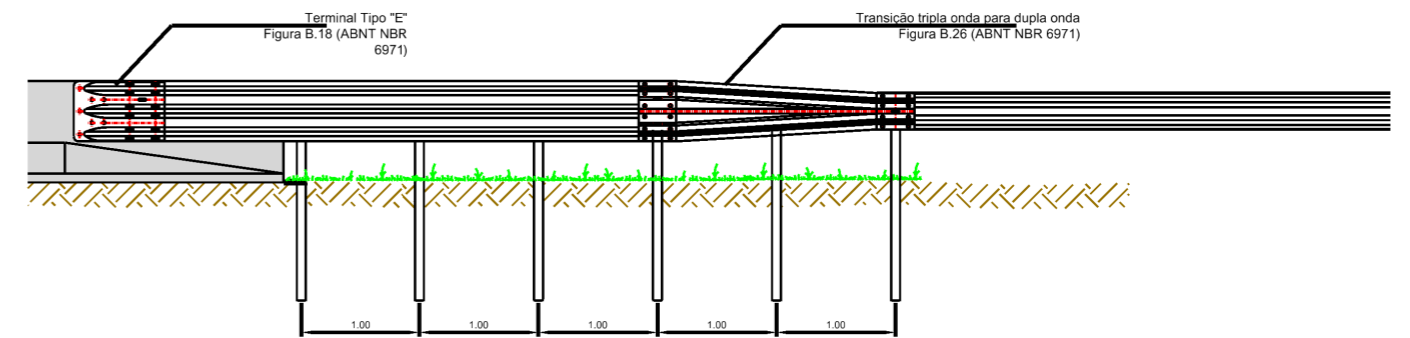 Terminal Tipo "E"
Figura B.18 (ABNT NBR
6971)
Transição tripla onda para dupla onda
Figura B.26 (ABNT NBR 6971)
1.00
1.00
1.00
1.00
1.00